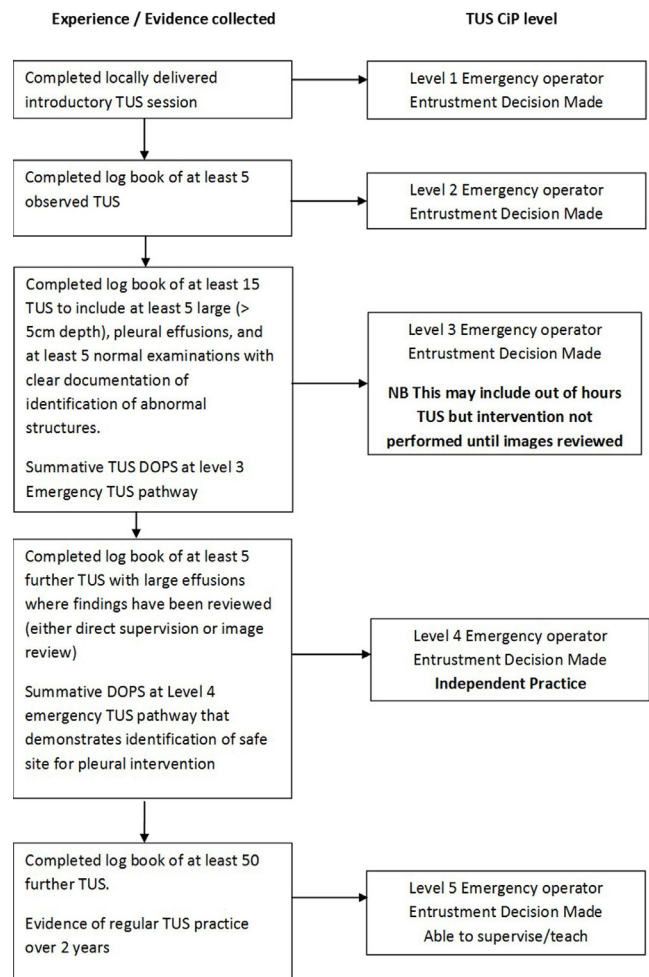 Experience / Evidence collected
TUS CiP level
Completed locally delivered
introductory TUS session
Level 1 Emergency operator
Entrustment Decision Made
Completed log book of at least 5
observed TUS
Level 2 Emergency operator
Entrustment Decision Made
Completed log book of at least 15
TUS to include at least 5 large (>
5cm depth), pleural effusions, and
at least 5 normal examinations with
clear documentation of
identification of abnormal
structures.
Summative TUS DOPS at level 3
Emergency TUS pathway
Level 3 Emergency operator
Entrustment Decision Made
NB This may include out of hours
TUS but intervention not
performed until images reviewed
Completed log book of at least 5
further TUS with large effusions
where findings have been reviewed
(either direct supervision or image
review)
Summative DOPS at Level 4
emergency TUS pathway that
demonstrates identification of safe
site for pleural intervention
Level 4 Emergency operator
Entrustment Decision Made
Independent Practice
Completed log book of at least 50
further TUS.
Evidence of regular TUS practice
over 2 years
Level 5 Emergency operator
Entrustment Decision Made
Able to supervise/teach